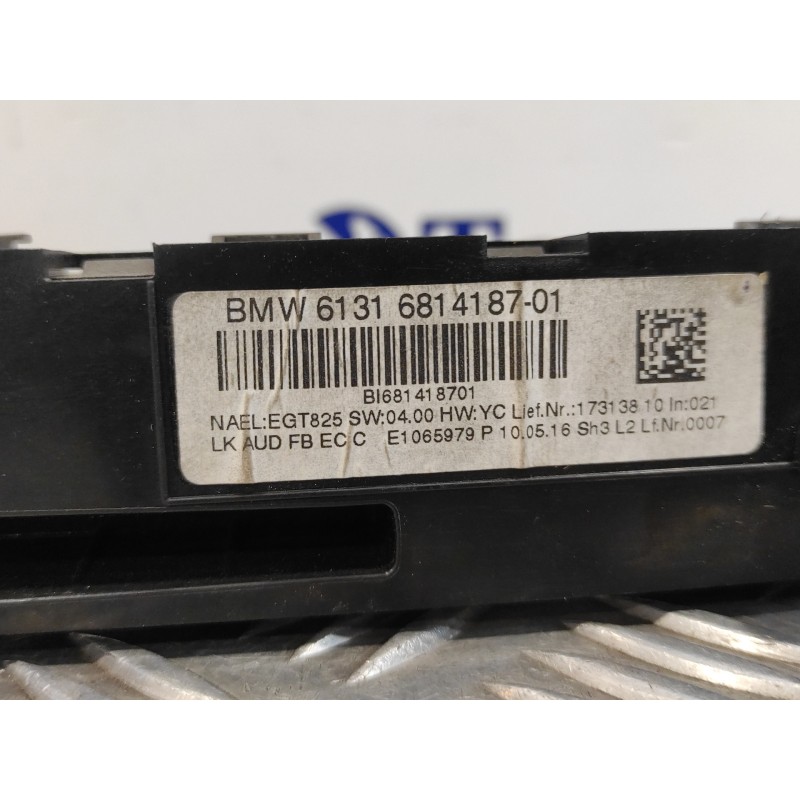 BMW 6131 6814187-01
BI681418701
NAEL:EGT825 SW:04.00 HW:YC Lief.Nr.:173138 10 In:021
LK AUD FB EC C E1065979 P 10.05.16 Sh3 L2 Lf.Nr:0007